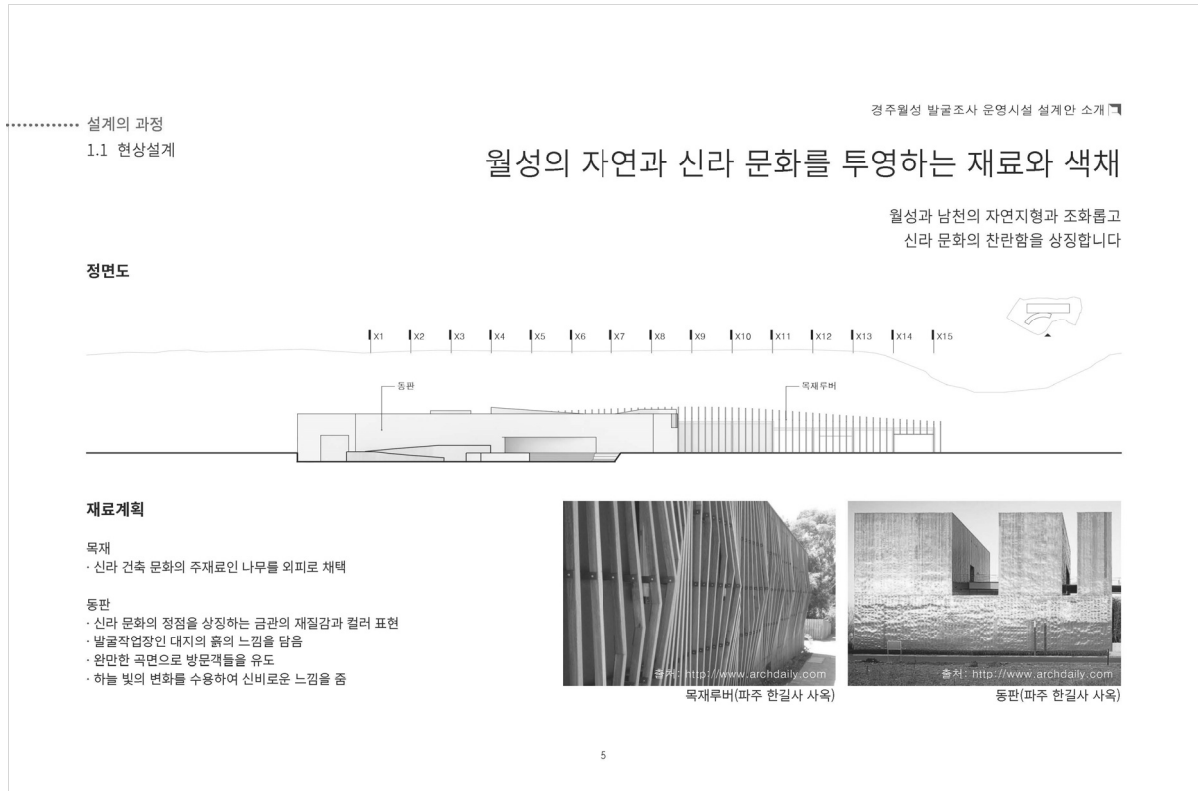 경주월성 발굴조사 운영시설 설계안 소개
설계의 과정
1.1 현상설계
월성의 자연과 신라 문화를 투영하는 재료와 색채
월성과 남천의 자연지형과 조화롭고
신라 문화의 찬란함을 상징합니다
정면도
X1 X2 X3 X4 X5 X6 X7 X8 X9 X10 X11 X12 X13 X14 X15
동판
목재루버
재료계획
목재
· 신라 건축 문화의 주재료인 나무를 외피로 채택
동판
· 신라 문화의 정점을 상징하는 금관의 재질감과 컬러 표현
· 발굴작업장인 대지의 흙의 느낌을 담음
· 완만한 곡면으로 방문객들을 유도
· 하늘 빛의 변화를 수용하여 신비로운 느낌을 줌
출처: http://www.archdaily.com
목재루버(파주 한길사 사옥)
출처: http://www.archdaily.com
동판(파주 한길사 사옥)
5